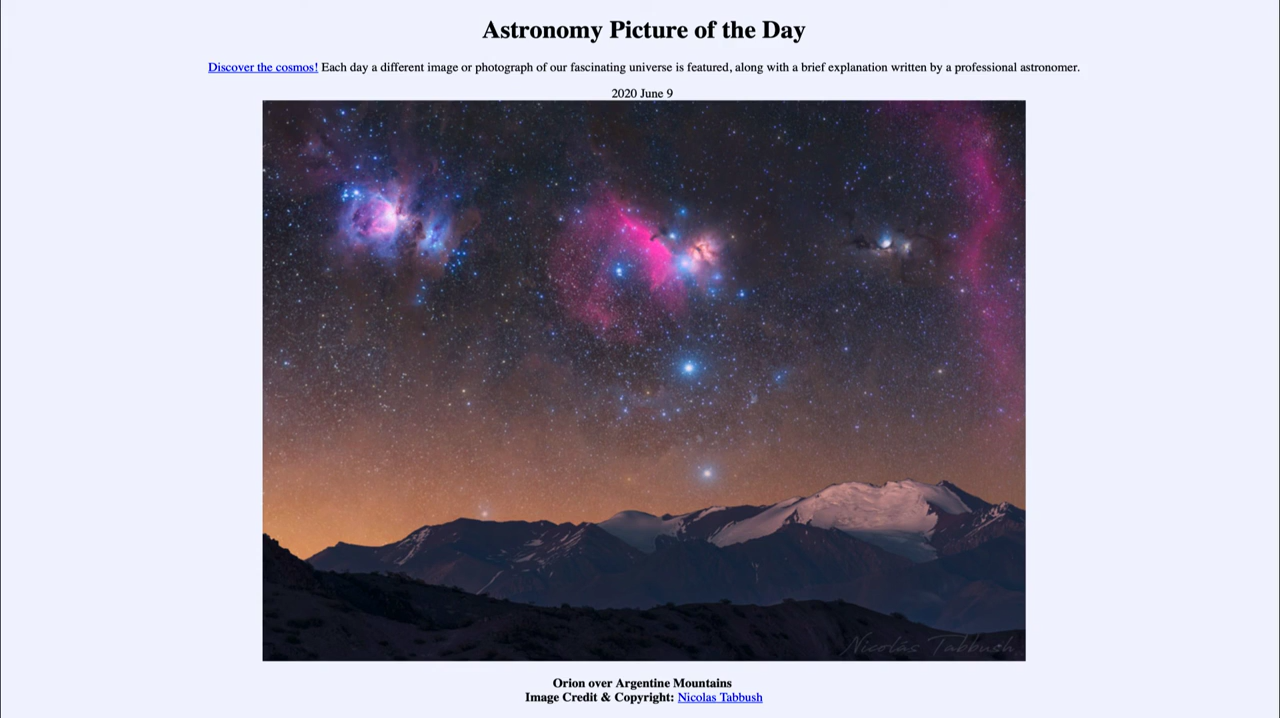 Astronomy Picture of the Day
Discover the cosmos! Each day a different image or photograph of our fascinating universe is featured, along with a brief explanation written by a professional astronomer.
2020 June 9
Nicolás Tabbush
Orion over Argentine Mountains
Image Credit & Copyright: Nicolas Tabbush